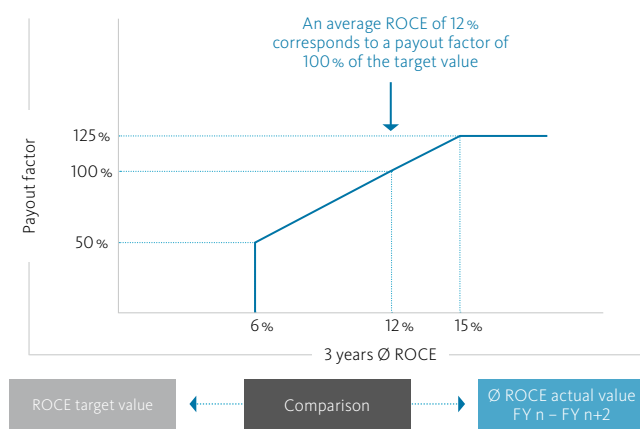 An average ROCE of 12 %
corresponds to a payout factor of
100 % of the target value
Payout factor
125 %
100 %
50 %
6 %
12 %
15 %
3 years Ø ROCE
ROCE target value
Comparison
Ø ROCE actual value
FY n – FY n+2